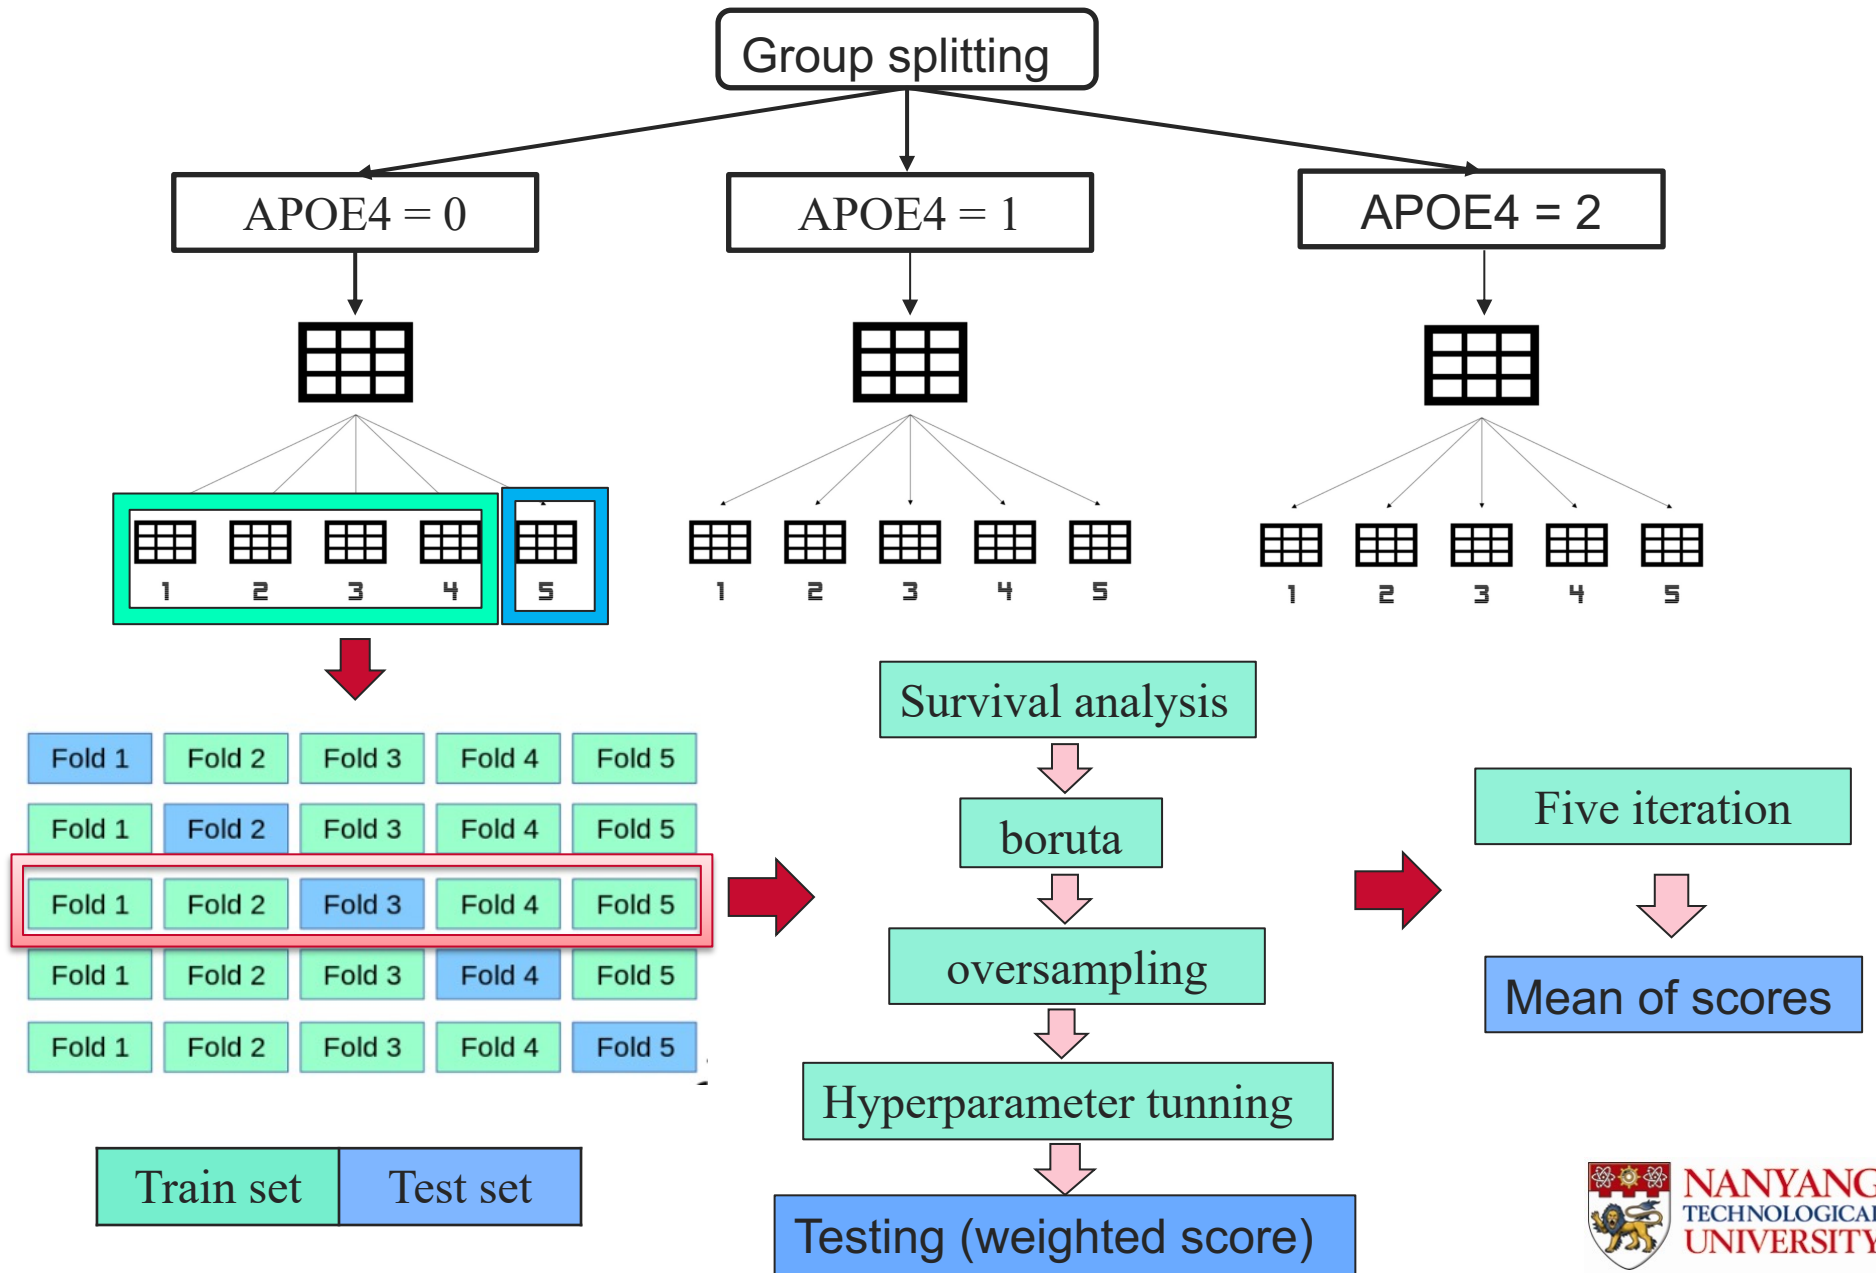 Group splitting
APOE4 = 0
APOE4 = 1
APOE4 = 2
1 2 3 4 5
1 2 3 4 5
1 2 3 4 5
Fold 1 Fold 2 Fold 3 Fold 4 Fold 5
Fold 1 Fold 2 Fold 3 Fold 4 Fold 5
Fold 1 Fold 2 Fold 3 Fold 4 Fold 5
Fold 1 Fold 2 Fold 3 Fold 4 Fold 5
Fold 1 Fold 2 Fold 3 Fold 4 Fold 5
Train set Test set
Survival analysis
boruta
oversampling
Hyperparameter tunning
Testing (weighted score)
Five iteration
Mean of scores
NANYANG
TECHNOLOGICAL
UNIVERSITY